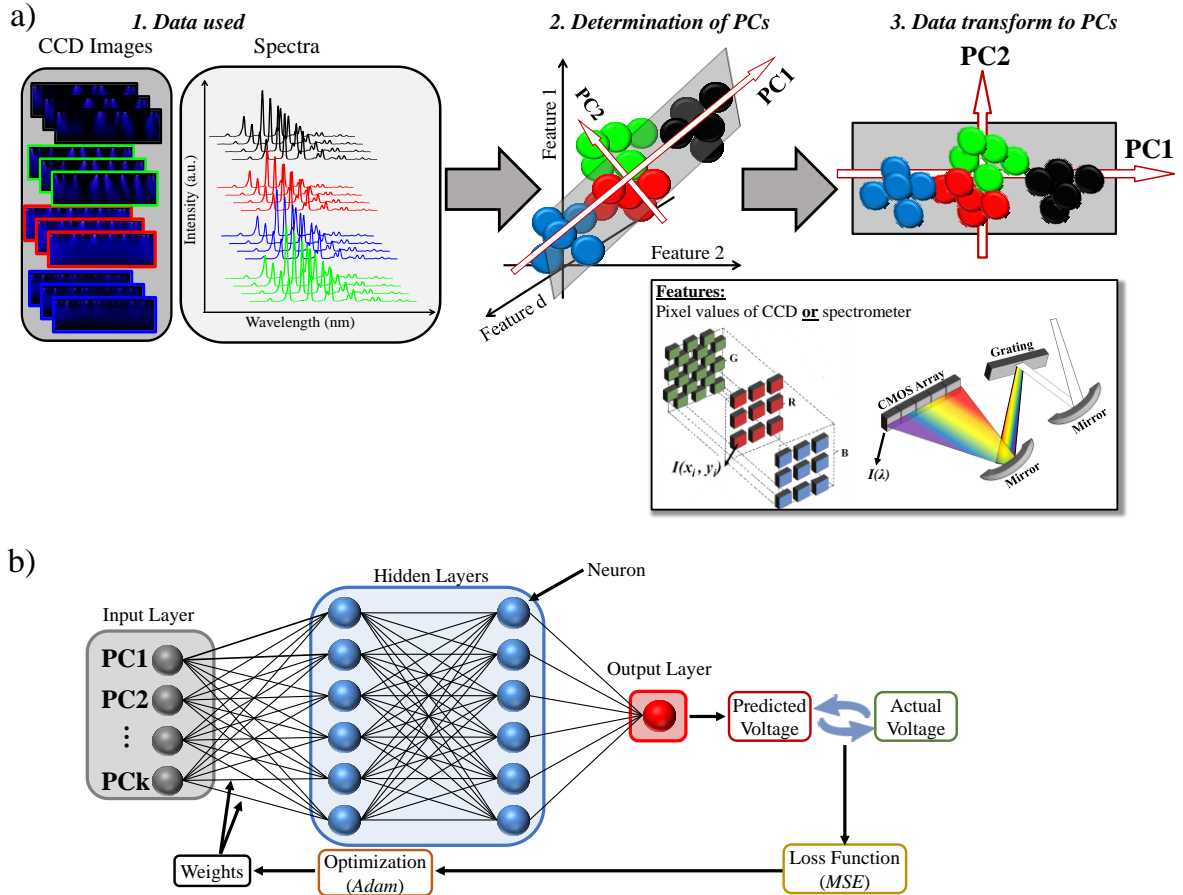 a)
1. Data used
2. Determination of PCs
3. Data transform to PCs
CCD Images
Spectra
Intensity (a.u.)
Wavelength (nm)
Feature 1
Feature 2
Feature d
PC1
PC2
PC2
PC1
Features:
Pixel values of CCD or spectrometer
G
R
B
I(xi , yi)
CMOS Array
Grating
Mirror
Mirror
I(λ)
b)
Input Layer
PC1
PC2
⋮
PCk
Hidden Layers
Neuron
Output Layer
Predicted
Voltage
Actual
Voltage
Loss Function
(MSE)
Optimization
(Adam)
Weights